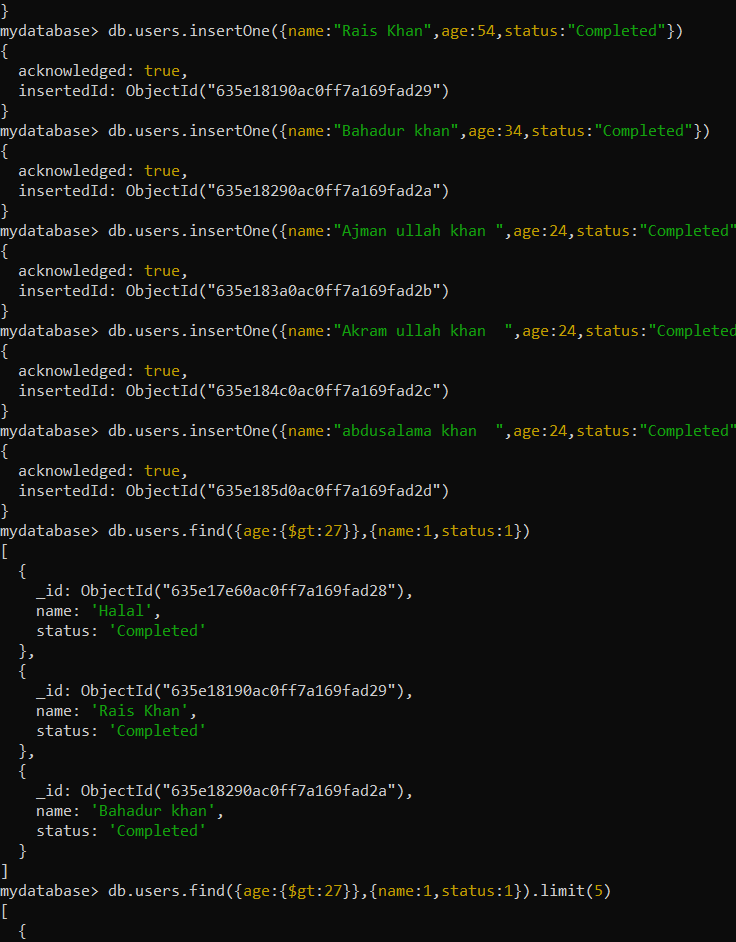 }
mydatabase> db.users.insertOne({name:"Rais Khan",age:54,status:"Completed"})
{
  acknowledged: true,
  insertedId: ObjectId("635e18190ac0ff7a169fad29")
}
mydatabase> db.users.insertOne({name:"Bahadur khan",age:34,status:"Completed"})
{
  acknowledged: true,
  insertedId: ObjectId("635e18290ac0ff7a169fad2a")
}
mydatabase> db.users.insertOne({name:"Ajman ullah khan ",age:24,status:"Completed"
{
  acknowledged: true,
  insertedId: ObjectId("635e183a0ac0ff7a169fad2b")
}
mydatabase> db.users.insertOne({name:"Akram ullah khan  ",age:24,status:"Completed
{
  acknowledged: true,
  insertedId: ObjectId("635e184c0ac0ff7a169fad2c")
}
mydatabase> db.users.insertOne({name:"abdusalama khan  ",age:24,status:"Completed"
{
  acknowledged: true,
  insertedId: ObjectId("635e185d0ac0ff7a169fad2d")
}
mydatabase> db.users.find({age:{$gt:27}},{name:1,status:1})
[
  {
    _id: ObjectId("635e17e60ac0ff7a169fad28"),
    name: 'Halal',
    status: 'Completed'
  },
  {
    _id: ObjectId("635e18190ac0ff7a169fad29"),
    name: 'Rais Khan',
    status: 'Completed'
  },
  {
    _id: ObjectId("635e18290ac0ff7a169fad2a"),
    name: 'Bahadur khan',
    status: 'Completed'
  }
]
mydatabase> db.users.find({age:{$gt:27}},{name:1,status:1}).limit(5)
[
  {